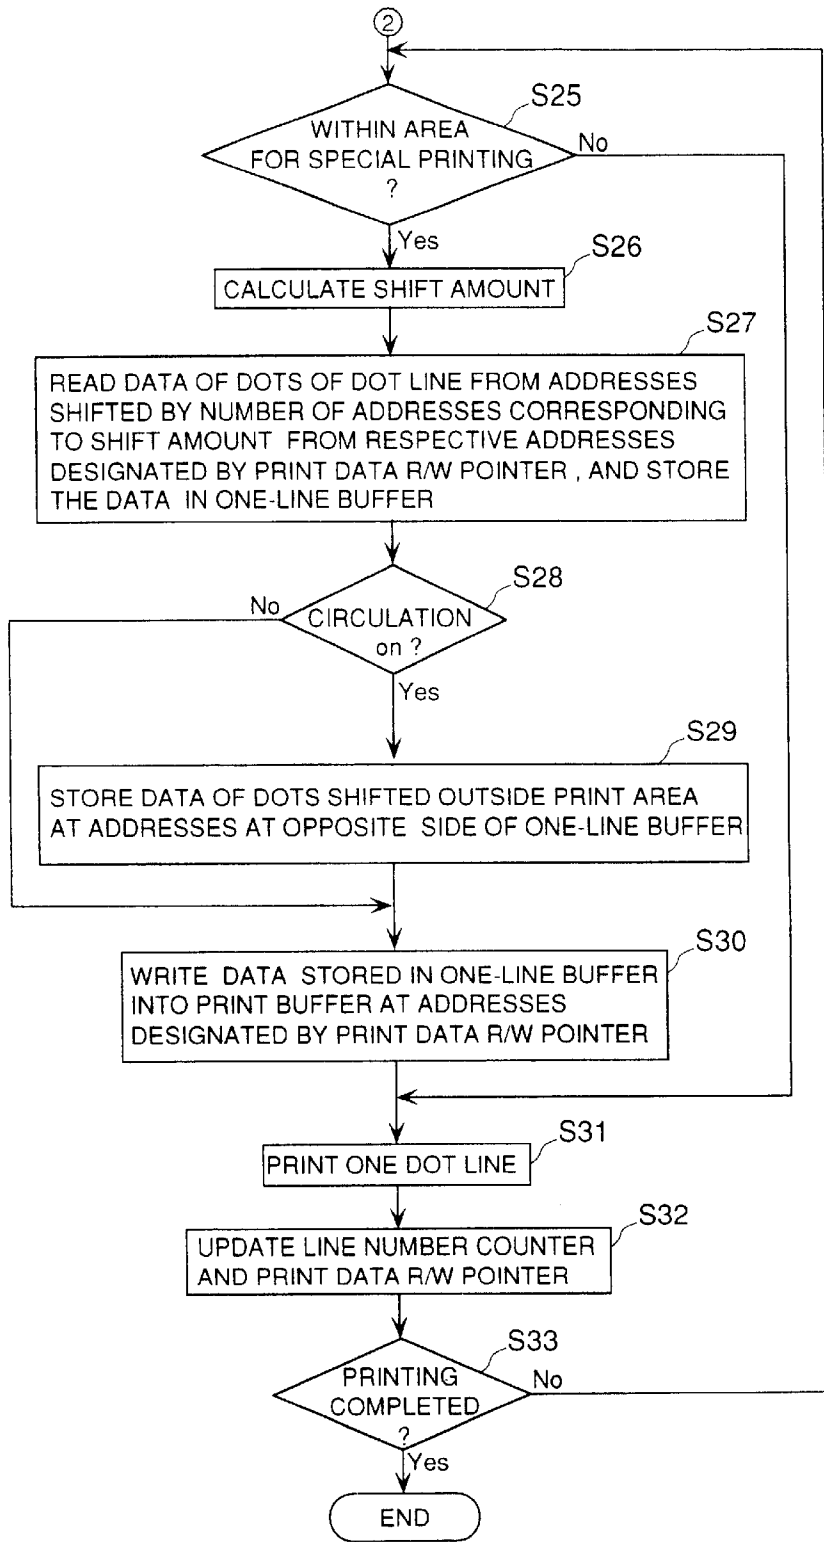 ②
S25
WITHIN AREA
FOR SPECIAL PRINTING
?
No
Yes
S26
CALCULATE SHIFT AMOUNT
S27
READ DATA OF DOTS OF DOT LINE FROM ADDRESSES
SHIFTED BY NUMBER OF ADDRESSES CORRESPONDING
TO SHIFT AMOUNT FROM RESPECTIVE ADDRESSES
DESIGNATED BY PRINT DATA R/W POINTER , AND STORE
THE DATA IN ONE-LINE BUFFER
S28
No
CIRCULATION
on ?
Yes
S29
STORE DATA OF DOTS SHIFTED OUTSIDE PRINT AREA
AT ADDRESSES AT OPPOSITE SIDE OF ONE-LINE BUFFER
S30
WRITE DATA STORED IN ONE-LINE BUFFER
INTO PRINT BUFFER AT ADDRESSES
DESIGNATED BY PRINT DATA R/W POINTER
S31
PRINT ONE DOT LINE
S32
UPDATE LINE NUMBER COUNTER
AND PRINT DATA R/W POINTER
S33
PRINTING
COMPLETED
?
No
Yes
END